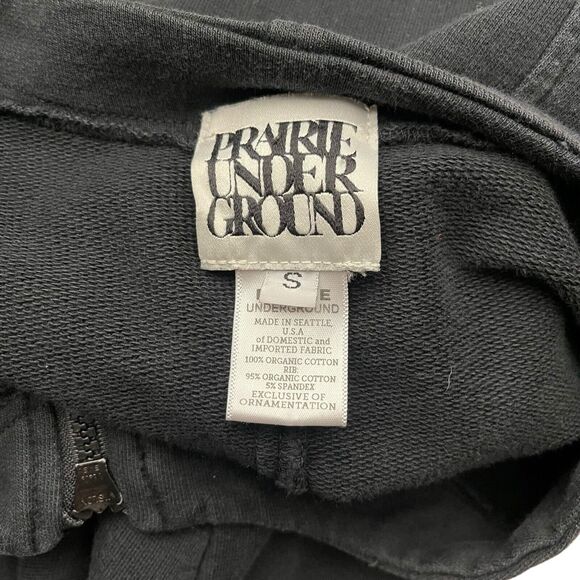 PRAIRIE
UNDER
GROUND
S
UNDERGROUND
MADE IN SEATTLE,
U.S.A
of DOMESTIC and
IMPORTED FABRIC
100% ORGANIC COTTON
RIB:
95% ORGANIC COTTON
5% SPANDEX
EXCLUSIVE OF
ORNAMENTATION